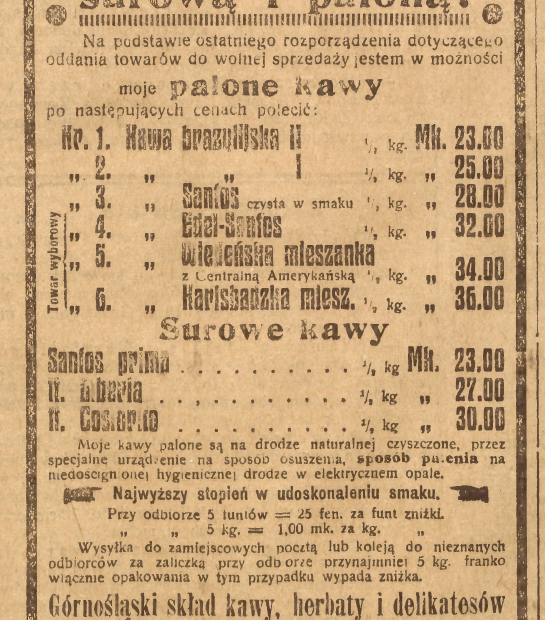 surową i paloną!
Na podstawie ostatniego rozporządzenia dotyczącego
oddania towarów do wolnej sprzedaży jestem w możności
moje palone kawy
po następujących cenach polecić:
Nr. 1. Kawa brazylijska II ½ kg. Mk. 23.00
„ 2. „ „ I ½ kg. „ 25.00
„ 3. „ Santos czysta w smaku ½ kg. „ 28.00
„ 4. „ Edel-Santos ½ kg. „ 32.00
„ 5. „ Wiedeńska mieszanka
z Centralną Amerykańską ½ kg. „ 34.00
„ 6. „ Karlsbadzka miesz. ½ kg. „ 36.00
Towar wyborowy
Surowe kawy
Santos prima . . . . . . . . . . ½ kg Mk. 23.00
ff. . . . . . . . . . . ½ kg „ 27.00
ff. . . . . . . . . . . ½ kg „ 30.00
Moje kawy palone są na drodze naturalnej czyszczone, przez
specjalne urządzenie na sposób osuszenia, sposób palenia na
niedoścignionej hygienicznej drodze w elektrycznem opale.
Najwyższy stopień w udoskonaleniu smaku.
Przy odbiorze 5 funtów = 25 fen. za funt zniżki.
„ „ 5 kg. = 1,00 mk. za kg. „
Wysyłka do zamiejscowych pocztą lub koleją do nieznanych
odbiorców za zaliczką przy odbiorze przynajmniej 5 kg. franko
włącznie opakowania w tym przypadku wypada zniżka.
Górnośląski skład kawy, herbaty i delikatesów